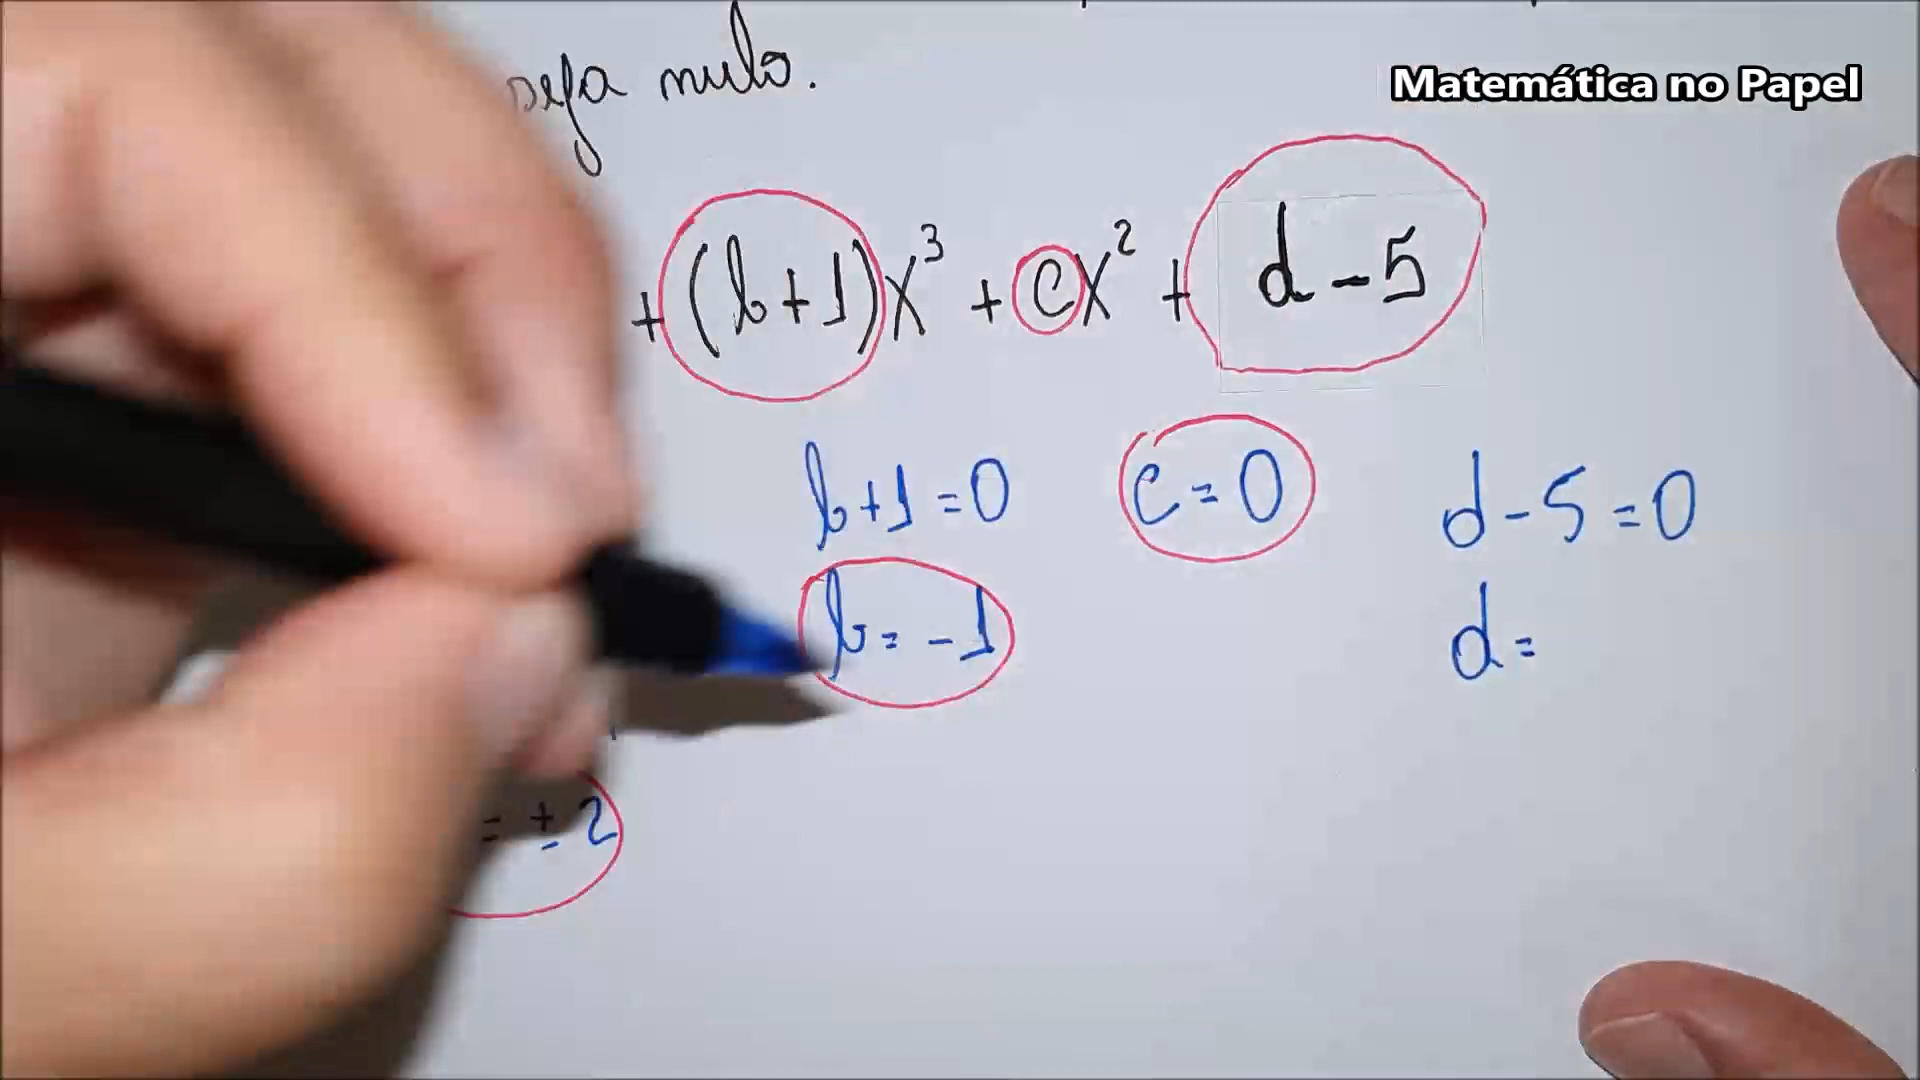 seja nulo.
Matemática no Papel
+ (b+1)x³ + cx² + d-5
b+1=0 c=0 d-5=0
b=-1 d=
= ± 2